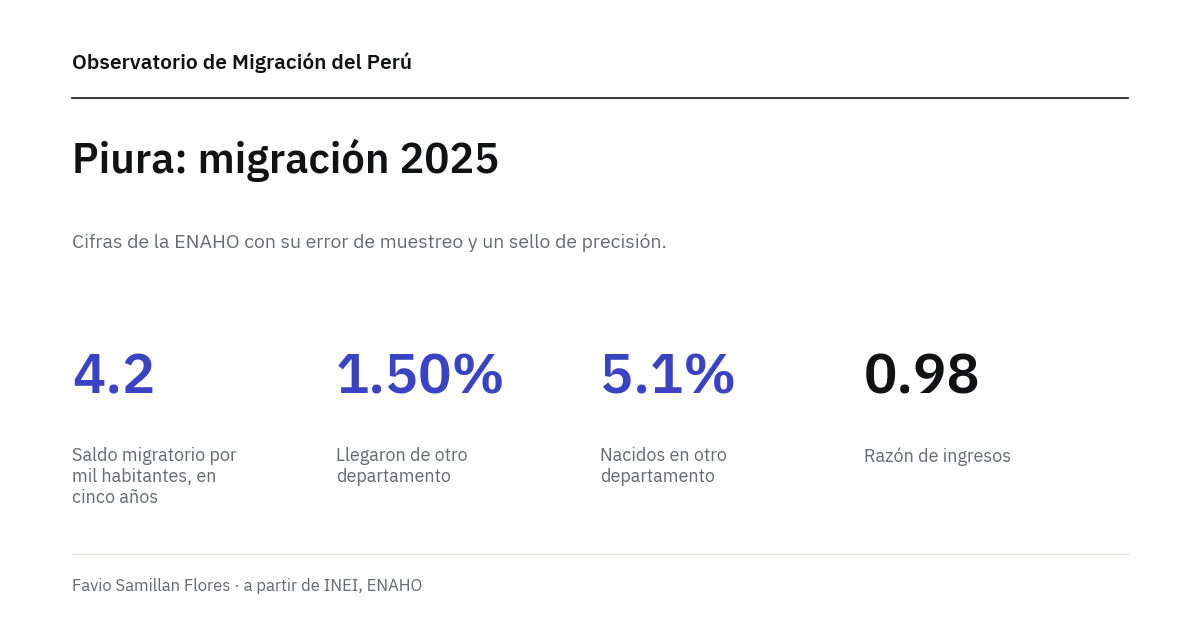 Observatorio de Migración del Perú
Piura: migración 2025
Cifras de la ENAHO con su error de muestreo y un sello de precisión.
4.2
1.50%
5.1%
0.98
Saldo migratorio por
mil habitantes, en
cinco años
Llegaron de otro
departamento
Nacidos en otro
departamento
Razón de ingresos
Favio Samillan Flores · a partir de INEI, ENAHO